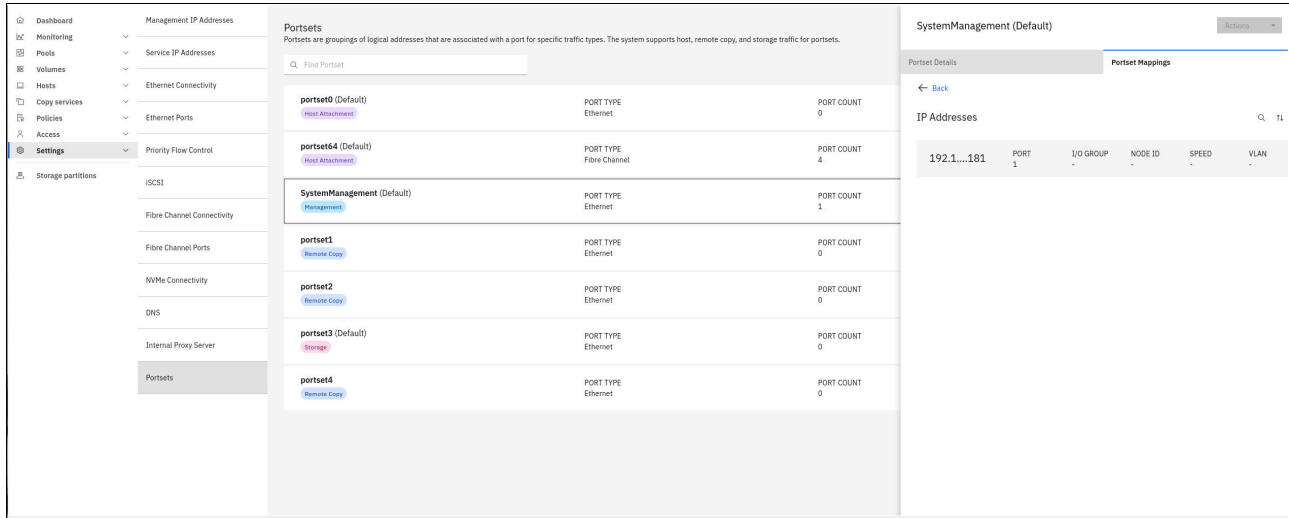 Dashboard
Monitoring
Pools
Volumes
Hosts
Copy services
Policies
Access
Settings
Storage partitions
Management IP Addresses
Service IP Addresses
Ethernet Connectivity
Ethernet Ports
Priority Flow Control
iSCSI
Fibre Channel Connectivity
Fibre Channel Ports
NVMe Connectivity
DNS
Internal Proxy Server
Portsets
Portsets
Portsets are groupings of logical addresses that are associated with a port for specific traffic types. The system supports host, remote copy, and storage traffic for portsets.
Find Portset
portset0 (Default)
Host Attachment
PORT TYPE
Ethernet
PORT COUNT
0
portset64 (Default)
Host Attachment
PORT TYPE
Fibre Channel
PORT COUNT
4
SystemManagement (Default)
Management
PORT TYPE
Ethernet
PORT COUNT
1
portset1
Remote Copy
PORT TYPE
Ethernet
PORT COUNT
0
portset2
Remote Copy
PORT TYPE
Ethernet
PORT COUNT
0
portset3 (Default)
Storage
PORT TYPE
Ethernet
PORT COUNT
0
portset4
Remote Copy
PORT TYPE
Ethernet
PORT COUNT
0
SystemManagement (Default)
Actions
Portset Details
Portset Mappings
Back
IP Addresses
192.1....181
PORT
1
I/O GROUP
-
NODE ID
-
SPEED
-
VLAN
-